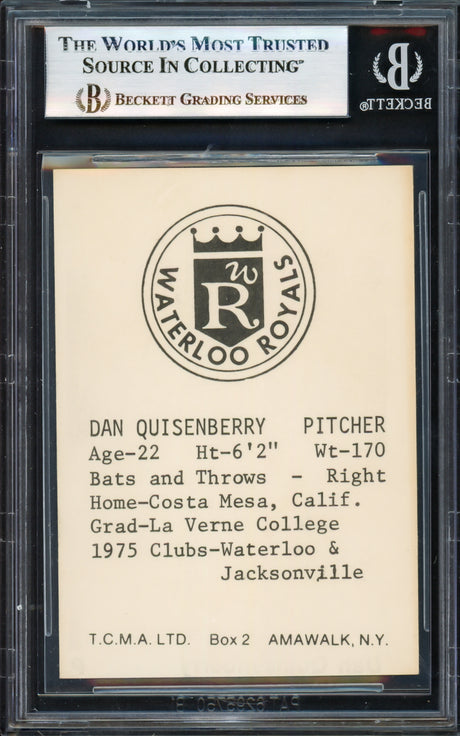 THE WORLD'S MOST TRUSTED
SOURCE IN COLLECTING™
B BECKETT GRADING SERVICES
B
BECKETT®
W
R
WATERLOO ROYALS
DAN QUISENBERRY PITCHER
Age-22 Ht-6'2" Wt-170
Bats and Throws - Right
Home-Costa Mesa, Calif.
Grad-La Verne College
1975 Clubs-Waterloo &
Jacksonville
T.C.M.A. LTD. Box 2 AMAWALK, N.Y.